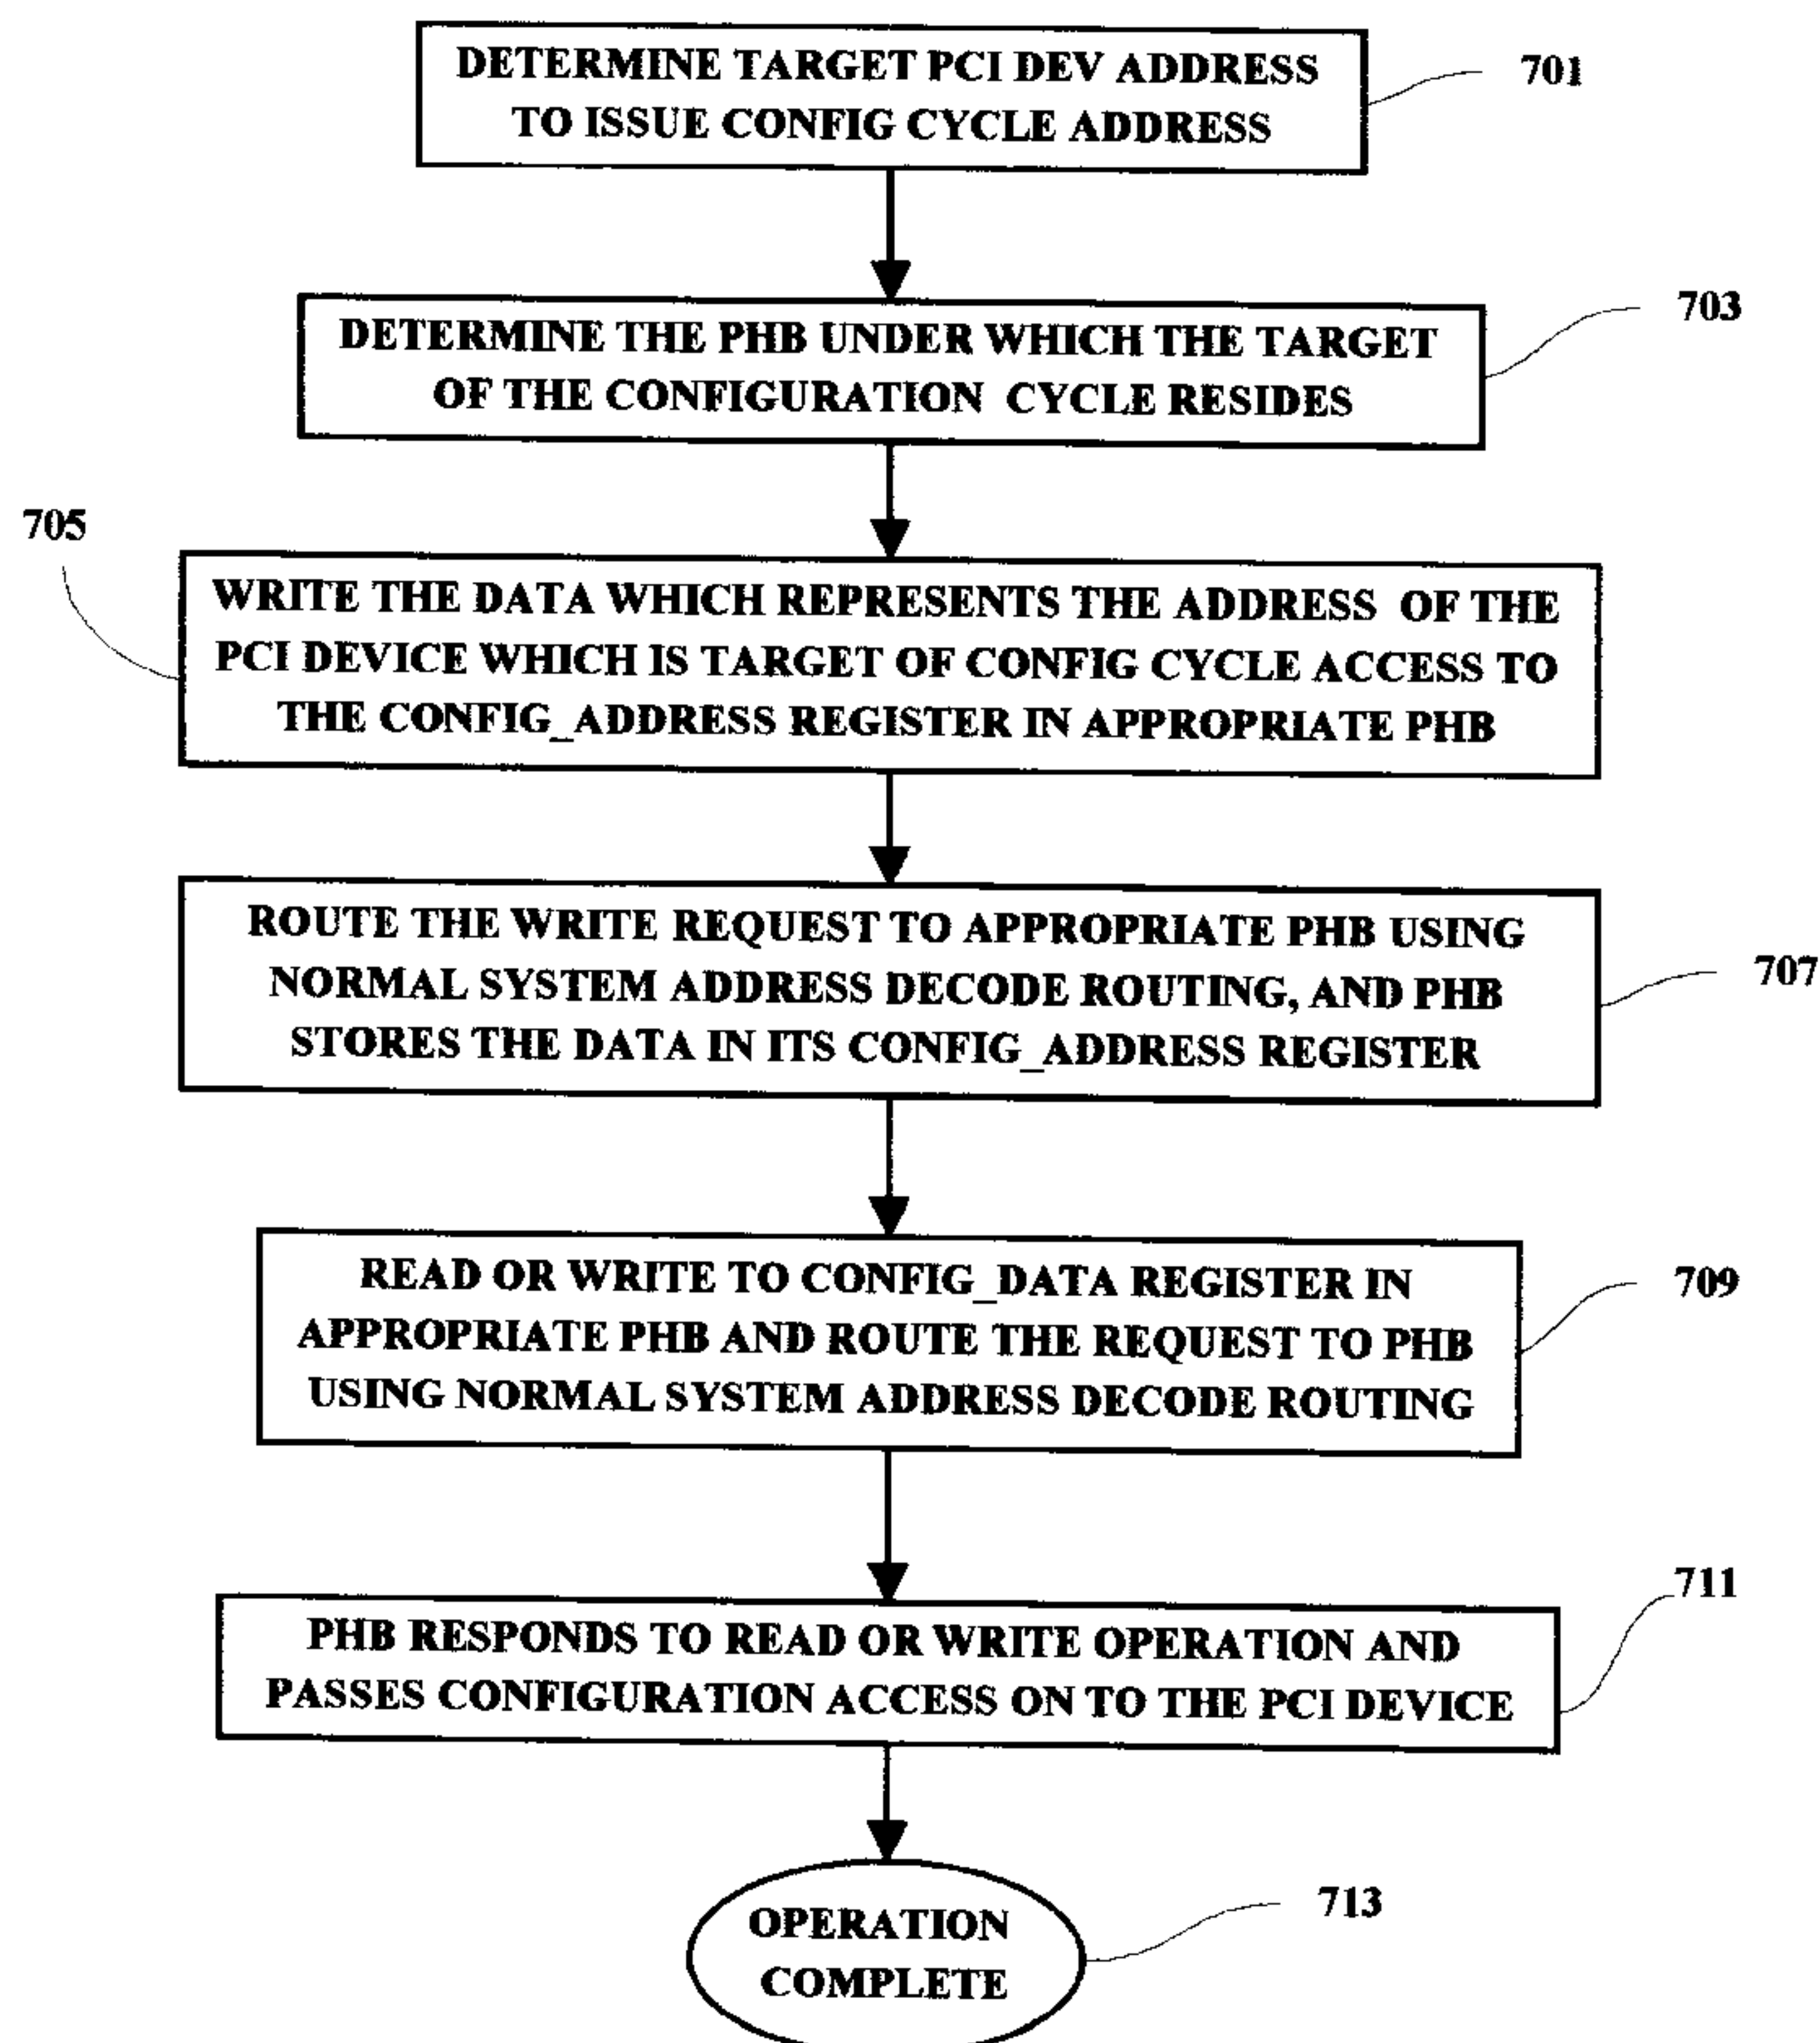 DETERMINE TARGET PCI DEV ADDRESS
TO ISSUE CONFIG CYCLE ADDRESS
701
DETERMINE THE PHB UNDER WHICH THE TARGET
OF THE CONFIGURATION CYCLE RESIDES
703
705
WRITE THE DATA WHICH REPRESENTS THE ADDRESS OF THE
PCI DEVICE WHICH IS TARGET OF CONFIG CYCLE ACCESS TO
THE CONFIG_ADDRESS REGISTER IN APPROPRIATE PHB
ROUTE THE WRITE REQUEST TO APPROPRIATE PHB USING
NORMAL SYSTEM ADDRESS DECODE ROUTING, AND PHB
STORES THE DATA IN ITS CONFIG_ADDRESS REGISTER
707
READ OR WRITE TO CONFIG_DATA REGISTER IN
APPROPRIATE PHB AND ROUTE THE REQUEST TO PHB
USING NORMAL SYSTEM ADDRESS DECODE ROUTING
709
PHB RESPONDS TO READ OR WRITE OPERATION AND
PASSES CONFIGURATION ACCESS ON TO THE PCI DEVICE
711
OPERATION
COMPLETE
713